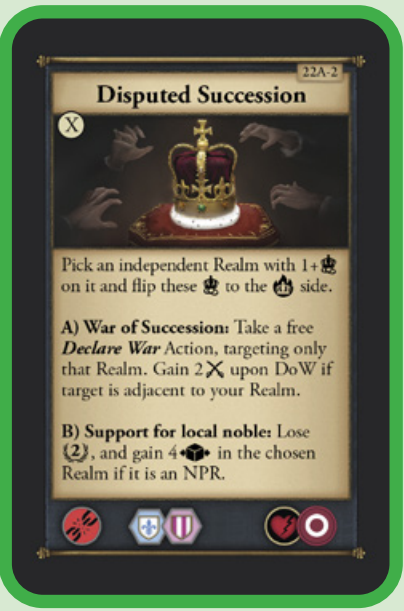 22A-2
Disputed Succession
X
Pick an independent Realm with 1+
on it and flip these to the side.
A) War of Succession: Take a free
Declare War Action, targeting only
that Realm. Gain 2 upon DoW if
target is adjacent to your Realm.
B) Support for local noble: Lose
(2), and gain 4 in the chosen
Realm if it is an NPR.